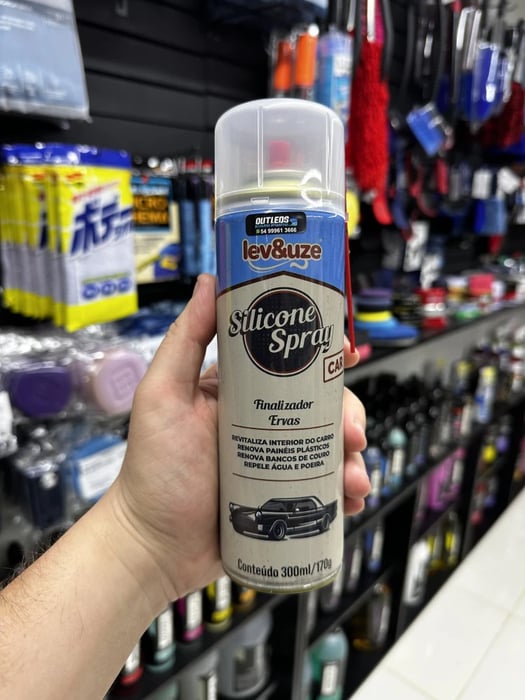 OUTLEDS
54 99961 3666
lev&uze
Silicone
Spray
CAR
Finalizador
Ervas
REVITALIZA INTERIOR DO CARRO
RENOVA PAINÉIS PLÁSTICOS
RENOVA BANCOS DE COURO
REPELE ÁGUA E POEIRA
Conteúdo 300ml/170g